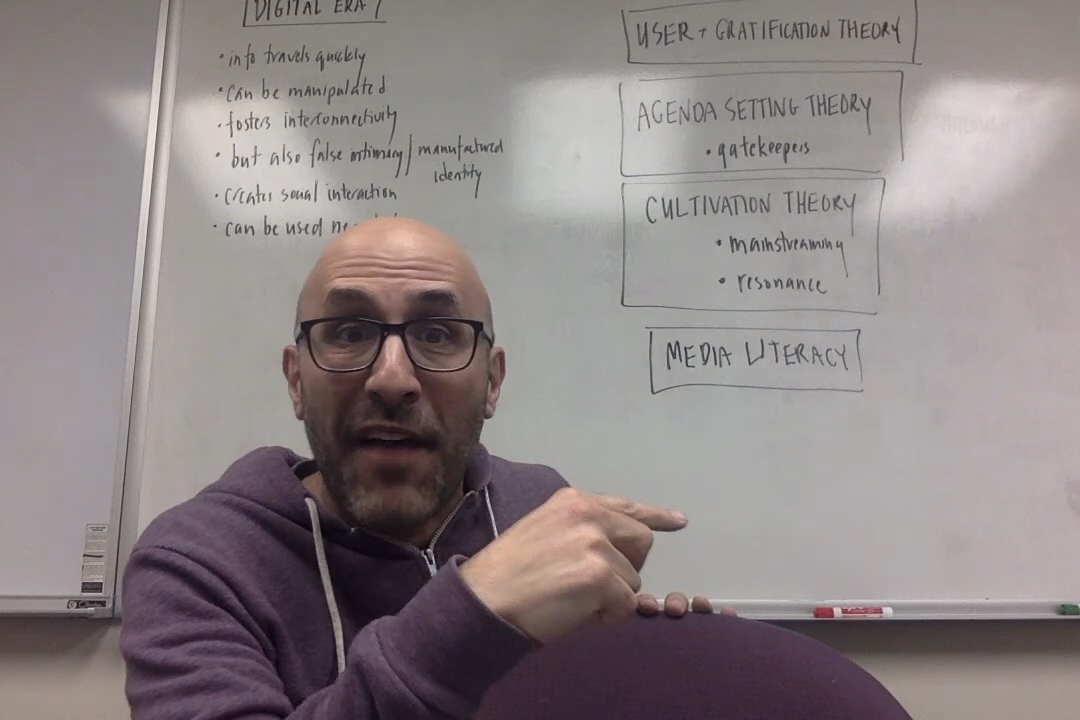 DIGITAL ERA
• info travels quickly
• can be manipulated
• fosters interconnectivity
• but also false intimacy / manufactured
identity
• creates social interaction
• can be used
USER + GRATIFICATION THEORY
AGENDA SETTING THEORY
• gatekeepers
CULTIVATION THEORY
• mainstreaming
• resonance
MEDIA LITERACY